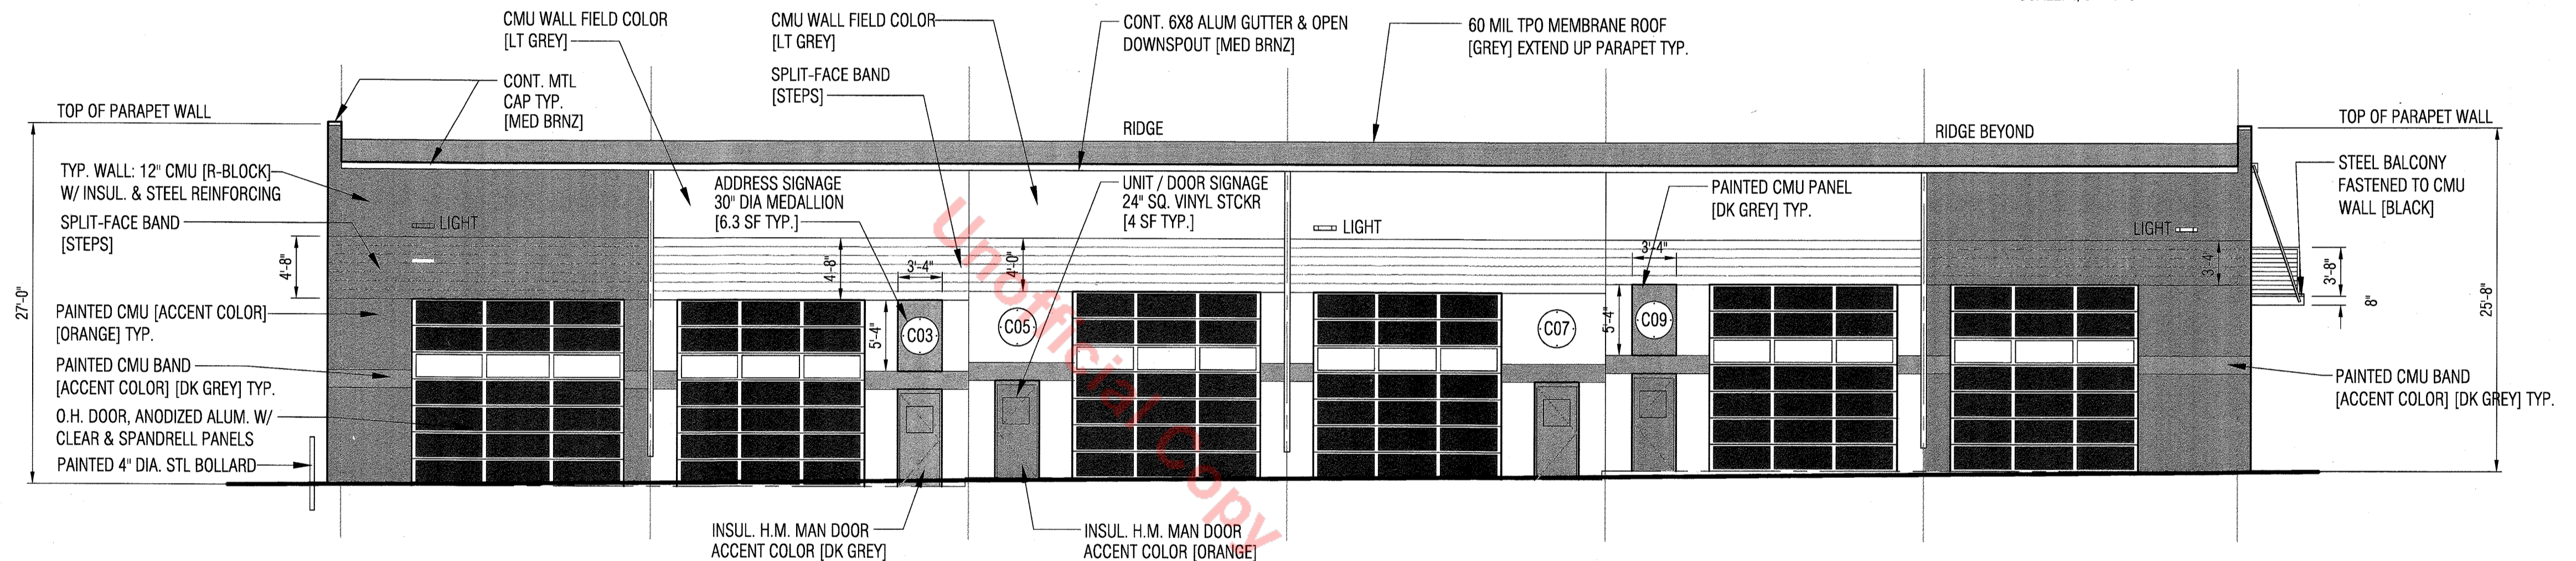 CMU WALL FIELD COLOR
[LT GREY]
CMU WALL FIELD COLOR
[LT GREY]
CONT. 6X8 ALUM GUTTER & OPEN
DOWNSPOUT [MED BRNZ]
60 MIL TPO MEMBRANE ROOF
[GREY] EXTEND UP PARAPET TYP.
CONT. MTL
CAP TYP.
[MED BRNZ]
SPLIT-FACE BAND
[STEPS]
TOP OF PARAPET WALL
RIDGE
RIDGE BEYOND
TOP OF PARAPET WALL
TYP. WALL: 12" CMU [R-BLOCK]
W/ INSUL. & STEEL REINFORCING
SPLIT-FACE BAND
[STEPS]
LIGHT
ADDRESS SIGNAGE
30" DIA MEDALLION
[6.3 SF TYP.]
UNIT / DOOR SIGNAGE
24" SQ. VINYL STCKR
[4 SF TYP.]
LIGHT
PAINTED CMU PANEL
[DK GREY] TYP.
LIGHT
STEEL BALCONY
FASTENED TO CMU
WALL [BLACK]
4'-8"
4'-8"
3'-4"
4'-0"
3'-4"
3'-4"
3'-8"
8"
27'-0"
25'-8"
PAINTED CMU [ACCENT COLOR]
[ORANGE] TYP.
5'-4"
C03
C05
C07
5'-4"
C09
PAINTED CMU BAND
[ACCENT COLOR] [DK GREY] TYP.
O.H. DOOR, ANODIZED ALUM. W/
CLEAR & SPANDRELL PANELS
PAINTED 4" DIA. STL BOLLARD
PAINTED CMU BAND
[ACCENT COLOR] [DK GREY] TYP.
INSUL. H.M. MAN DOOR
ACCENT COLOR [DK GREY]
INSUL. H.M. MAN DOOR
ACCENT COLOR [ORANGE]
Unofficial Copy